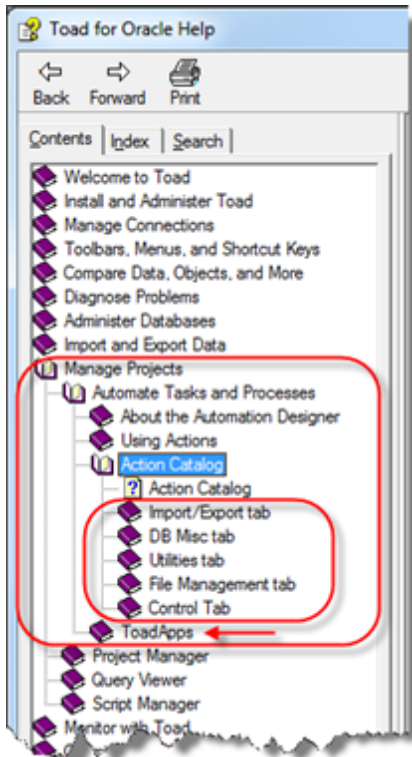 Toad for Oracle Help
Back Forward Print
Contents Index Search
Welcome to Toad
Install and Administer Toad
Manage Connections
Toolbars, Menus, and Shortcut Keys
Compare Data, Objects, and More
Diagnose Problems
Administer Databases
Import and Export Data
Manage Projects
Automate Tasks and Processes
About the Automation Designer
Using Actions
Action Catalog
? Action Catalog
Import/Export tab
DB Misc tab
Utilities tab
File Management tab
Control Tab
ToadApps
Project Manager
Query Viewer
Script Manager
Monitor with Toad